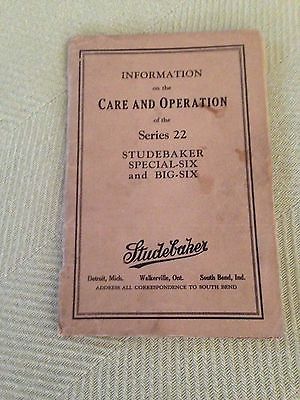 INFORMATION
on the
CARE AND OPERATION
of the
Series 22
STUDEBAKER
SPECIAL-SIX
and BIG-SIX
Studebaker
Detroit, Mich. Walkerville, Ont. South Bend, Ind.
ADDRESS ALL CORRESPONDENCE TO SOUTH BEND